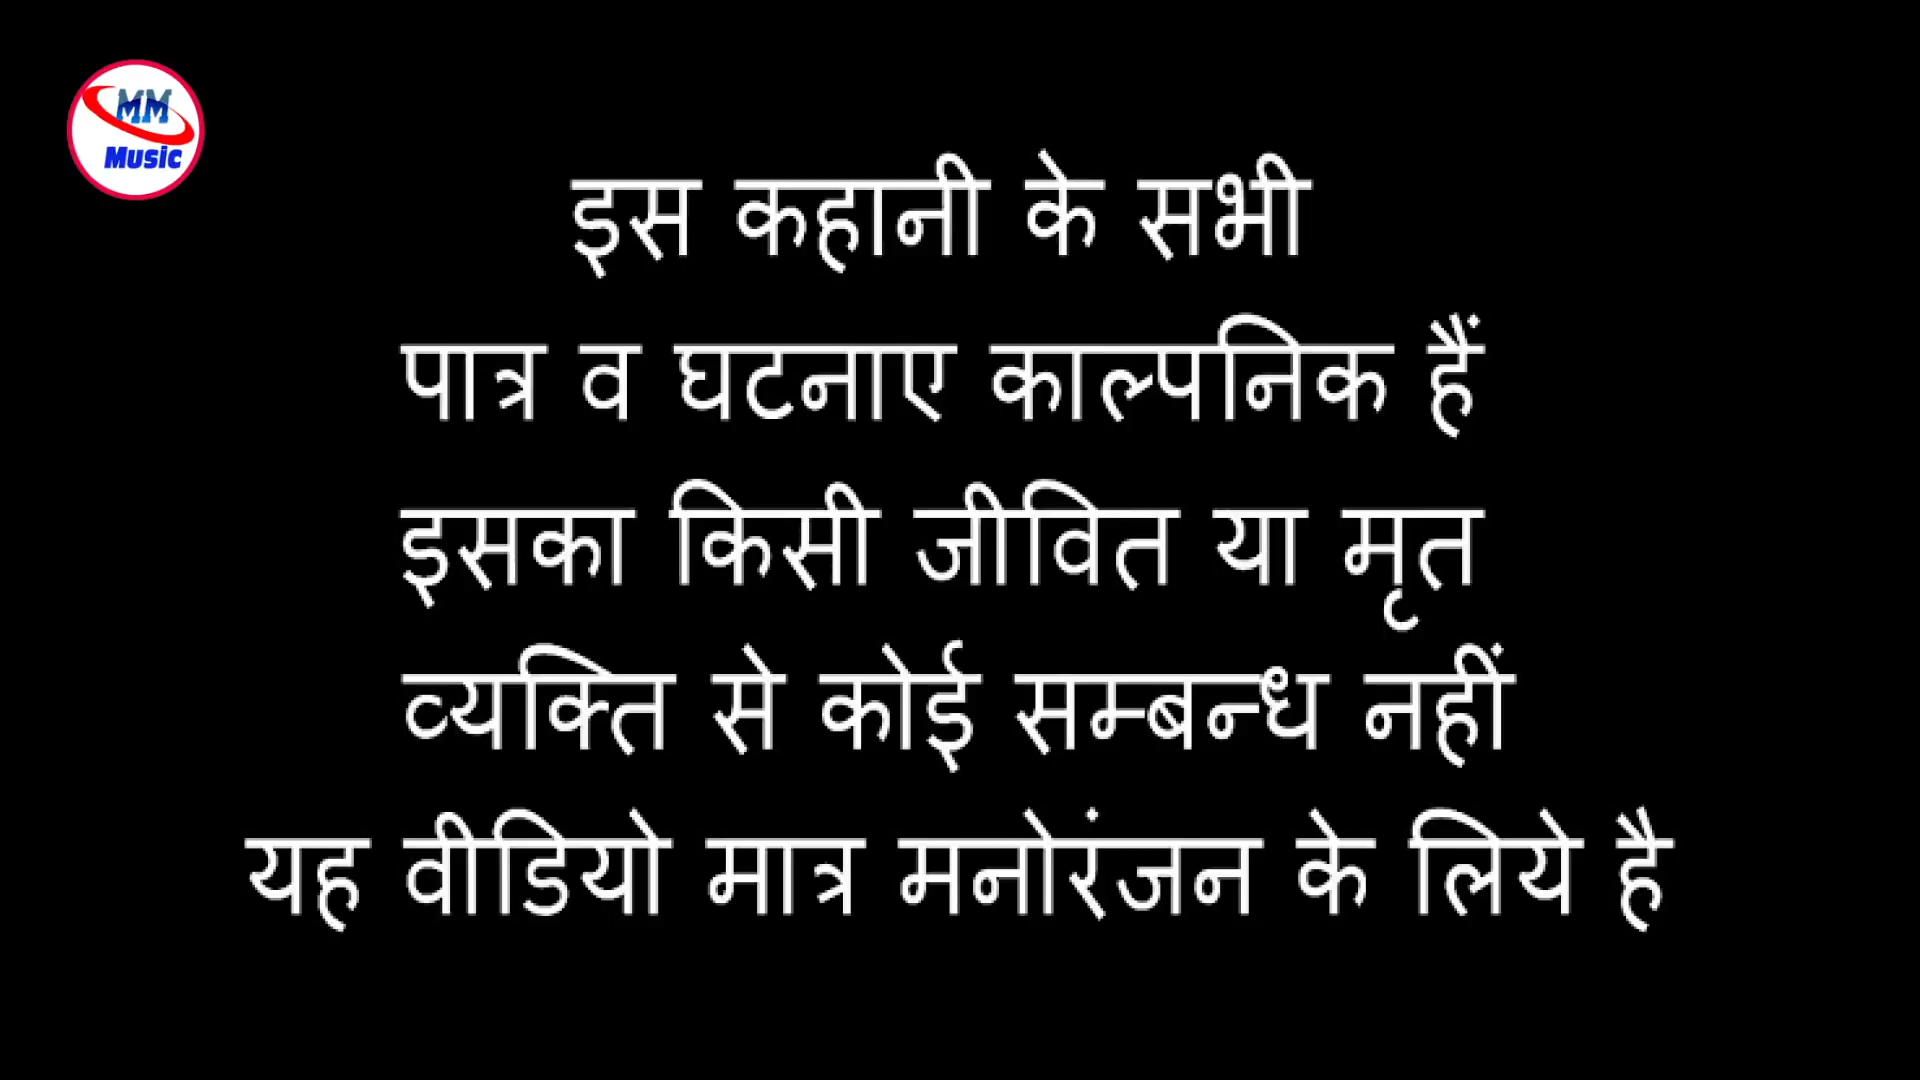 MM
Music
इस कहानी के सभी
पात्र व घटनाए काल्पनिक हैं
इसका किसी जीवित या मृत
व्यक्ति से कोई सम्बन्ध नहीं
यह वीडियो मात्र मनोरंजन के लिये है